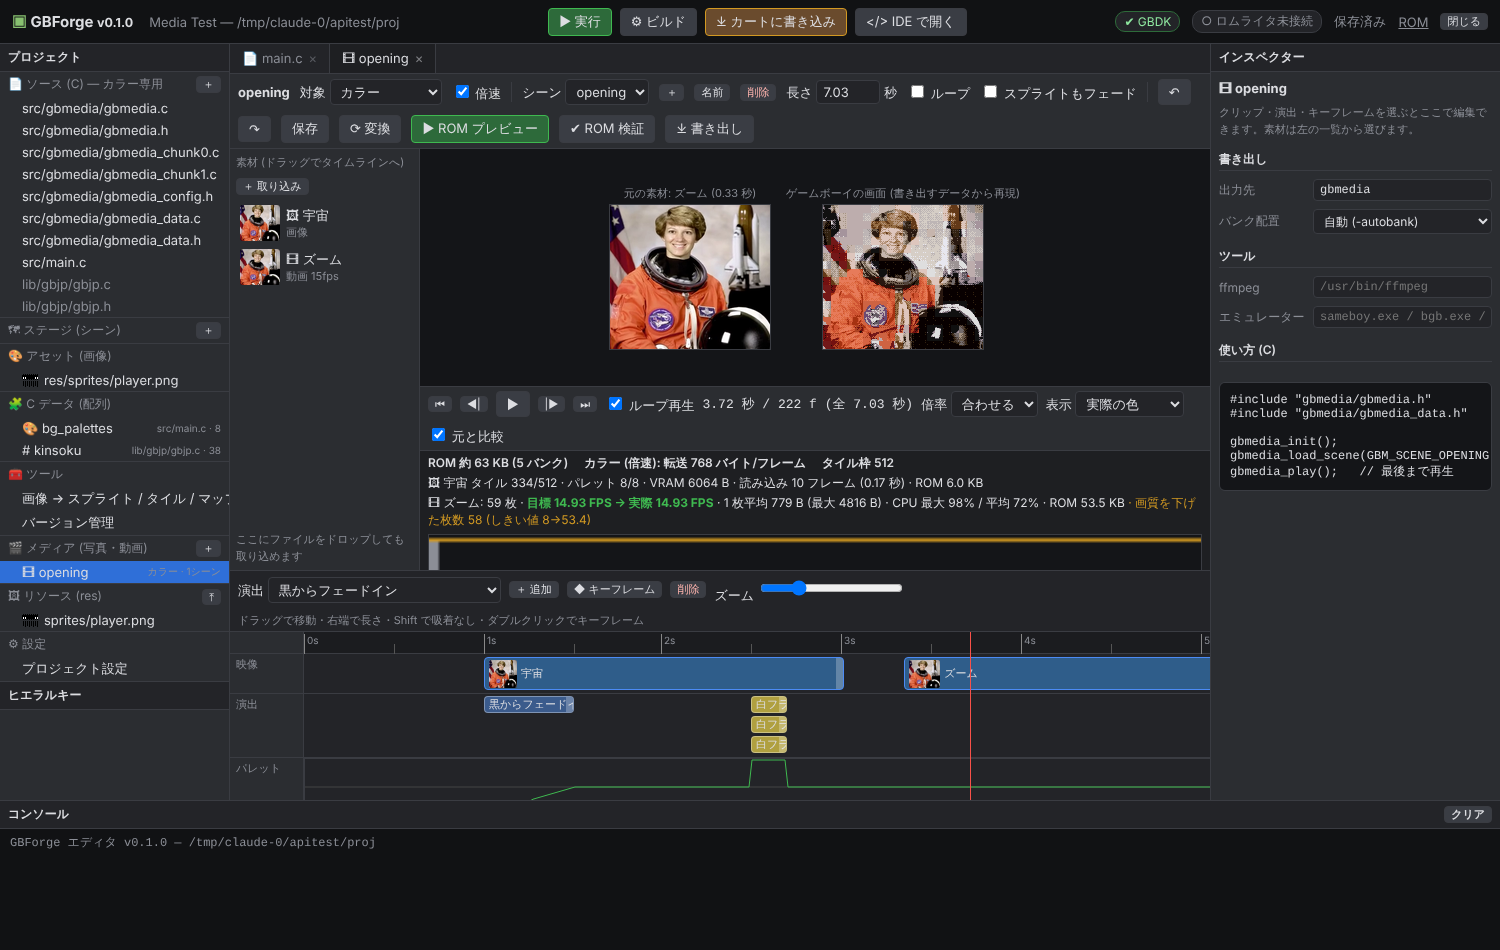 GBForge v0.1.0 Media Test — /tmp/claude-0/apitest/proj ▶ 実行 ⚙ ビルド カートに書き込み </> IDE で開く ✔ GBDK ロムライタ未接続 保存済み ROM 閉じる
プロジェクト
ソース (C) — カラー専用 +
src/gbmedia/gbmedia.c
src/gbmedia/gbmedia.h
src/gbmedia/gbmedia_chunk0.c
src/gbmedia/gbmedia_chunk1.c
src/gbmedia/gbmedia_config.h
src/gbmedia/gbmedia_data.c
src/gbmedia/gbmedia_data.h
src/main.c
lib/gbjp/gbjp.c
lib/gbjp/gbjp.h
ステージ (シーン) +
アセット (画像)
res/sprites/player.png
C データ (配列)
bg_palettes src/main.c · 8
# kinsoku lib/gbjp/gbjp.c · 38
ツール
画像 → スプライト / タイル / マップ
バージョン管理
メディア (写真・動画) +
opening カラー · 1シーン
リソース (res)
sprites/player.png
設定
プロジェクト設定
ヒエラルキー
main.c ×
opening ×
opening 対象 カラー 倍速 シーン opening + 名前 削除 長さ 7.03 秒 ループ スプライトもフェード ↶
↷ 保存 ⟳ 変換 ▶ ROM プレビュー ✔ ROM 検証 書き出し
素材 (ドラッグでタイムラインへ)
+ 取り込み
宇宙
画像
ズーム
動画 15fps
ここにファイルをドロップしても
取り込めます
元の素材: ズーム (0.33 秒)
ゲームボーイの画面 (書き出すデータから再現)
ループ再生 3.72 秒 / 222 f (全 7.03 秒) 倍率 合わせる 表示 実際の色
元と比較
ROM 約 63 KB (5 バンク) カラー (倍速): 転送 768 バイト/フレーム タイル枠 512
宇宙 タイル 334/512 · パレット 8/8 · VRAM 6064 B · 読み込み 10 フレーム (0.17 秒) · ROM 6.0 KB
ズーム: 59 枚 · 目標 14.93 FPS → 実際 14.93 FPS · 1 枚平均 779 B (最大 4816 B) · CPU 最大 98% / 平均 72% · ROM 53.5 KB · 画質を下げ
た枚数 58 (しきい値 8→53.4)
演出 黒からフェードイン + 追加 ◆ キーフレーム 削除 ズーム
ドラッグで移動・右端で長さ・Shift で吸着なし・ダブルクリックでキーフレーム
0s 1s 2s 3s 4s 5
映像 宇宙 ズーム
演出 黒からフェード 白フ
白フ
白フ
パレット
インスペクター
opening
クリップ・演出・キーフレームを選ぶとここで編集で
きます。素材は左の一覧から選びます。
書き出し
出力先 gbmedia
バンク配置 自動 (-autobank)
ツール
ffmpeg /usr/bin/ffmpeg
エミュレーター sameboy.exe / bgb.exe /
使い方 (C)
#include "gbmedia/gbmedia.h"
#include "gbmedia/gbmedia_data.h"
gbmedia_init();
gbmedia_load_scene(GBM_SCENE_OPENING
gbmedia_play(); // 最後まで再生
コンソール クリア
GBForge エディタ v0.1.0 — /tmp/claude-0/apitest/proj